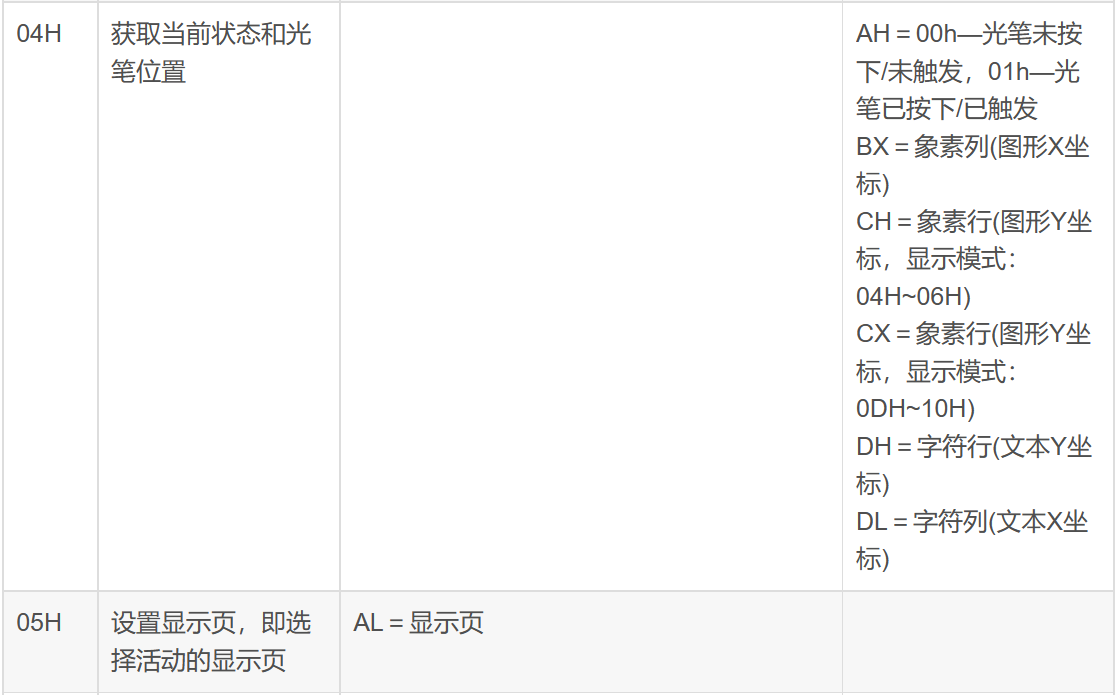 04H
获取当前状态和光
笔位置
AH = 00h—光笔未按
下/未触发，01h—光
笔已按下/已触发
BX = 象素列(图形X坐
标)
CH = 象素行(图形Y坐
标，显示模式：
04H~06H)
CX = 象素行(图形Y坐
标，显示模式：
0DH~10H)
DH = 字符行(文本Y坐
标)
DL = 字符列(文本X坐
标)
05H
设置显示页，即选
择活动的显示页
AL = 显示页